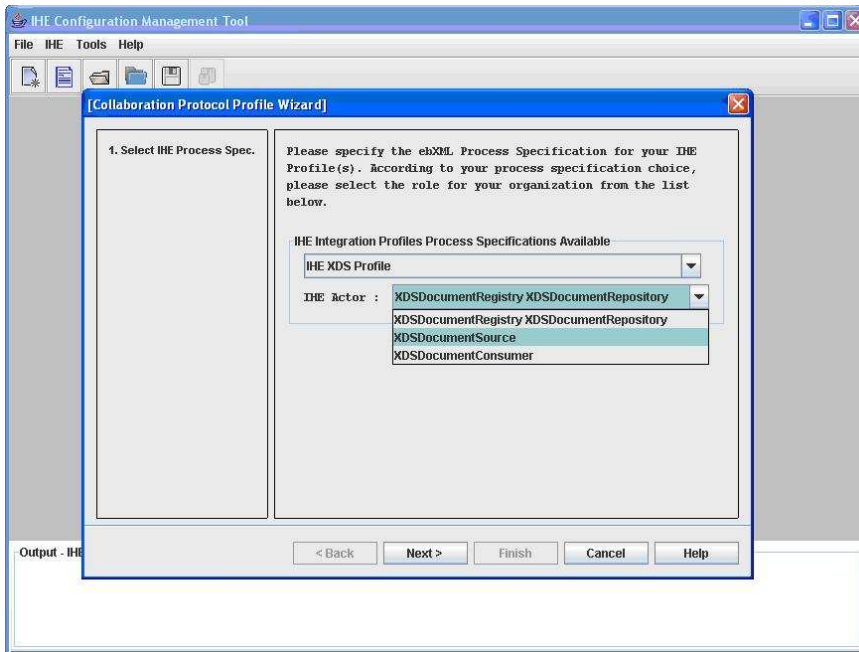 IHE Configuration Management Tool
File IHE Tools Help
[Collaboration Protocol Profile Wizard]
1. Select IHE Process Spec.
Please specify the ebXML Process Specification for your IHE
Profile(s). According to your process specification choice,
please select the role for your organization from the list
below.
IHE Integration Profiles Process Specifications Available
IHE XDS Profile
IHE Actor : XDSDocumentRegistry XDSDocumentRepository
XDSDocumentRegistry XDSDocumentRepository
XDSDocumentSource
XDSDocumentConsumer
Output - IHE
< Back Next > Finish Cancel Help